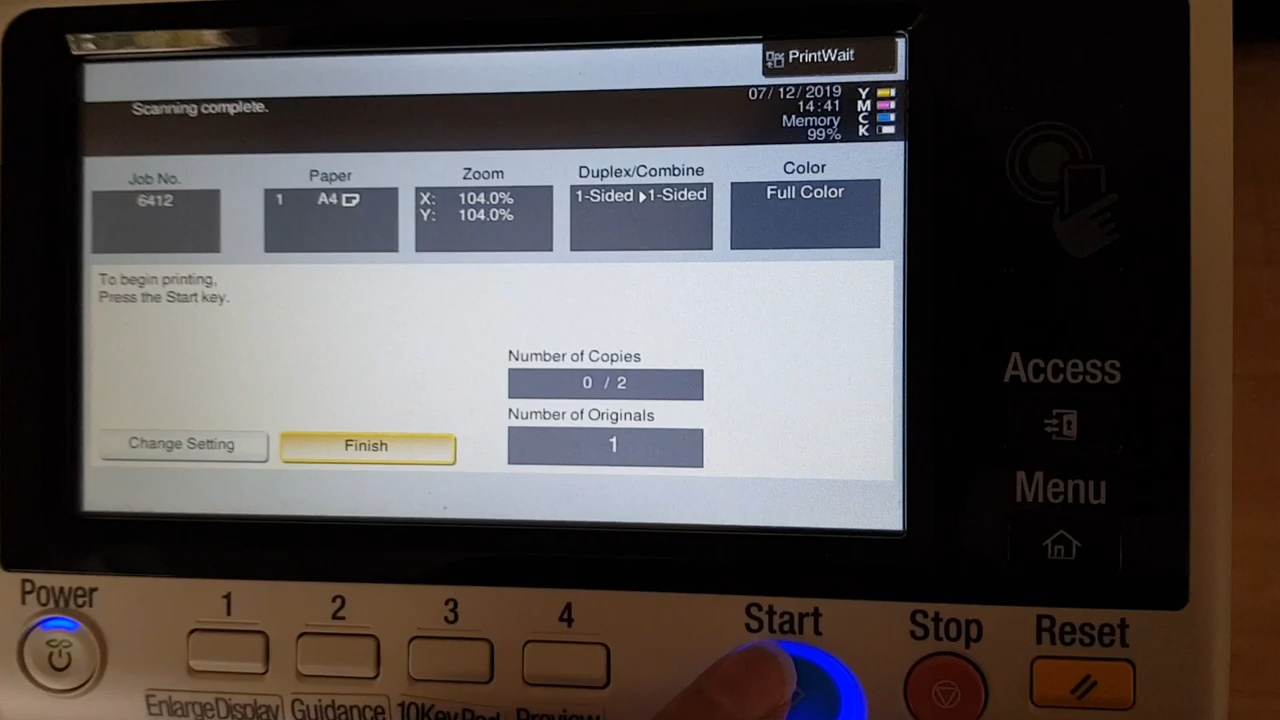 PrintWait
Scanning complete.
07/12/2019
14:41
Memory
99%
Y
M
C
K
Job No.
6412
Paper
1 A4
Zoom
X: 104.0%
Y: 104.0%
Duplex/Combine
1-Sided 1-Sided
Color
Full Color
To begin printing,
Press the Start key.
Number of Copies
0 / 2
Number of Originals
1
Change Setting
Finish
Access
Menu
Power
1
2
3
4
Start
Stop
Reset
EnlargeDisplay
Guidance
10KeyPad
Preview